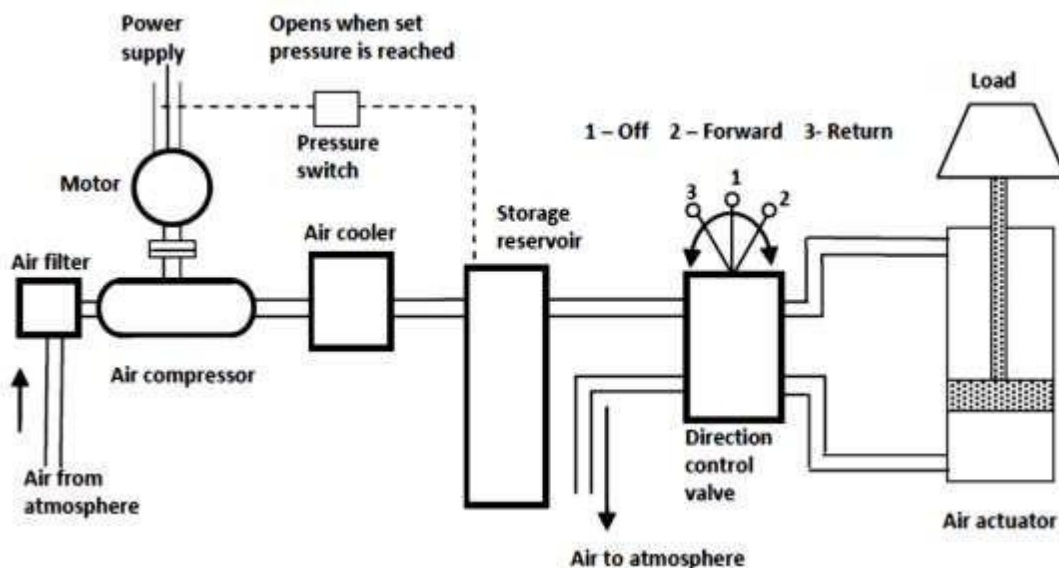 Power
supply
Opens when set
pressure is reached
Pressure
switch
Motor
Load
1 – Off 2 – Forward 3- Return
3
1
2
Storage
reservoir
Air cooler
Air filter
Air compressor
Air from
atmosphere
Direction
control
valve
Air to atmosphere
Air actuator